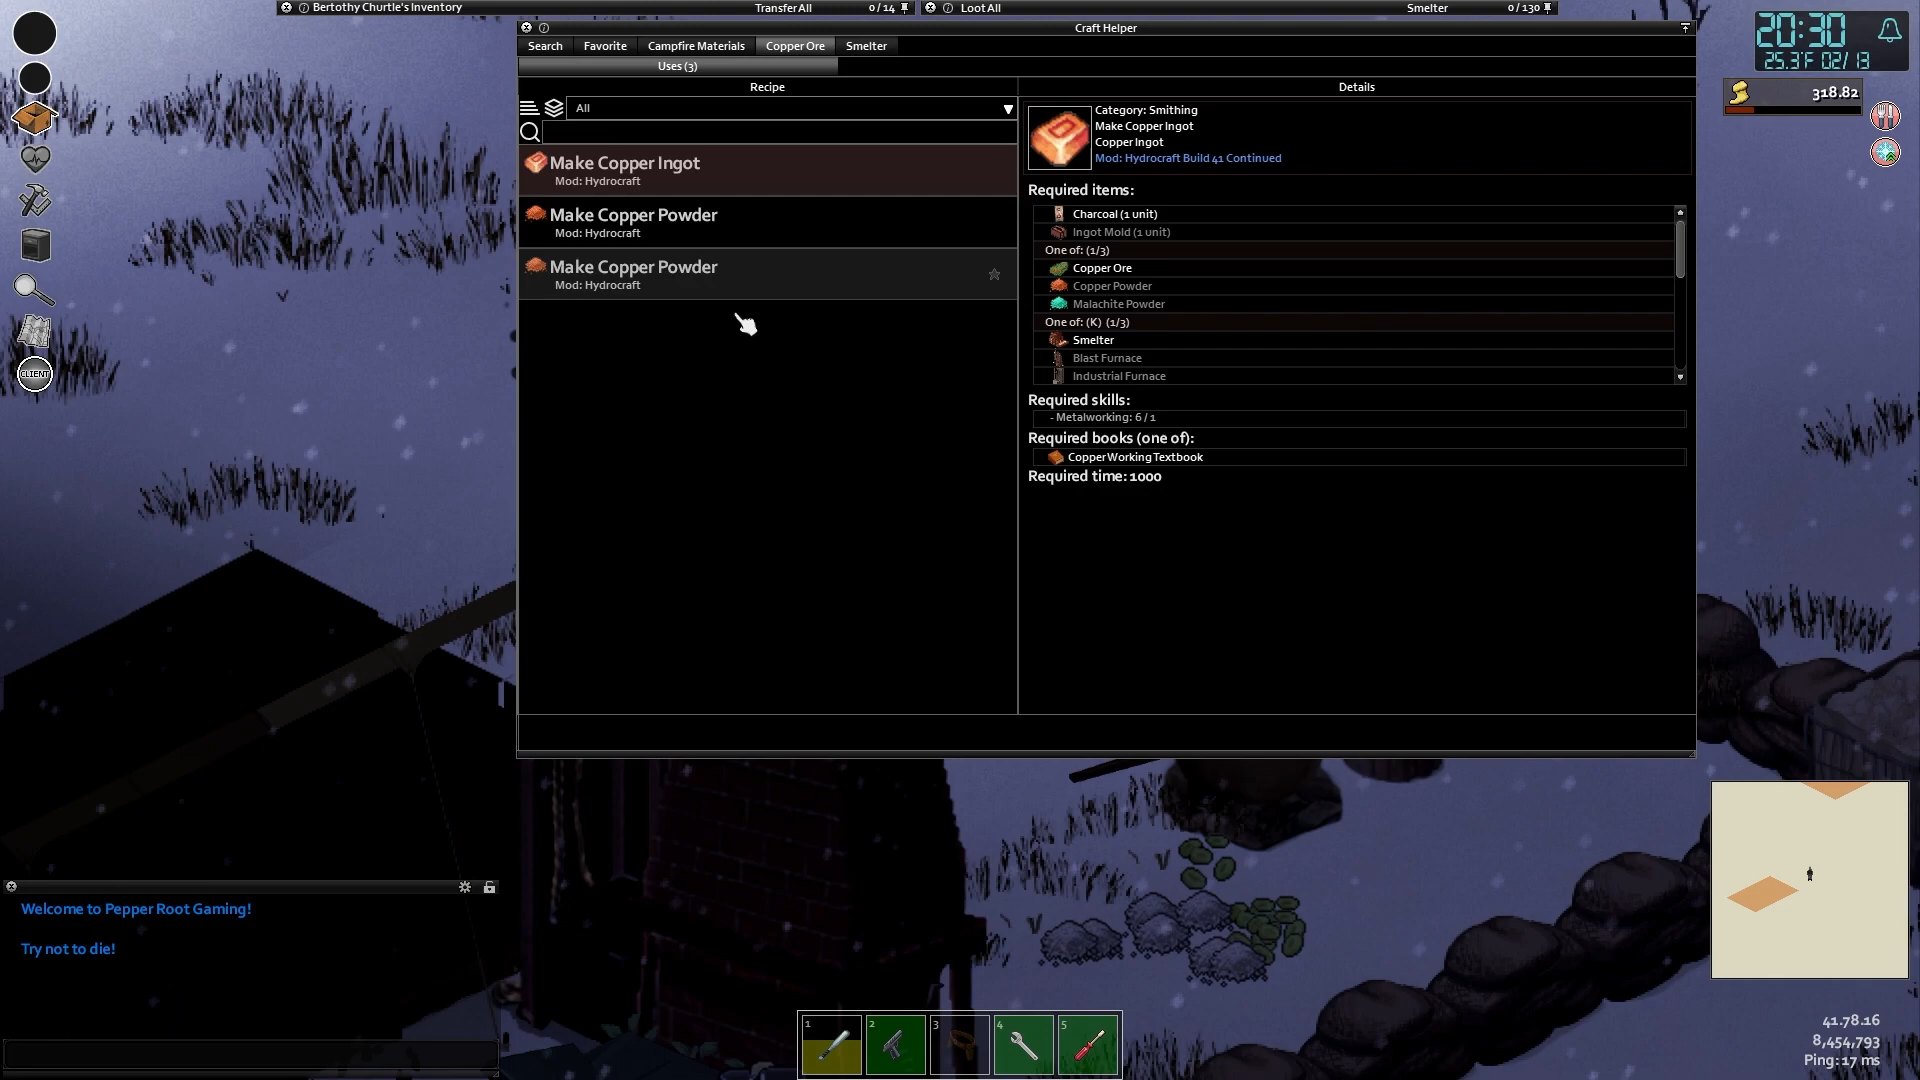 Bertothy Churtle's Inventory
Transfer All
0 / 14
Loot All
Smelter
0 / 130
Craft Helper
Search
Favorite
Campfire Materials
Copper Ore
Smelter
Uses (3)
Recipe
Details
All
Make Copper Ingot
Mod: Hydrocraft
Make Copper Powder
Mod: Hydrocraft
Make Copper Powder
Mod: Hydrocraft
Category: Smithing
Make Copper Ingot
Copper Ingot
Mod: Hydrocraft Build 41 Continued
Required items:
Charcoal (1 unit)
Ingot Mold (1 unit)
One of: (1/3)
Copper Ore
Copper Powder
Malachite Powder
One of: (K) (1/3)
Smelter
Blast Furnace
Industrial Furnace
Required skills:
- Metalworking: 6 / 1
Required books (one of):
Copper Working Textbook
Required time: 1000
20:30
25.3°F 02/13
318.82
CLIENT
Welcome to Pepper Root Gaming!
Try not to die!
1
2
3
4
5
41.78.16
8,454,793
Ping: 17 ms